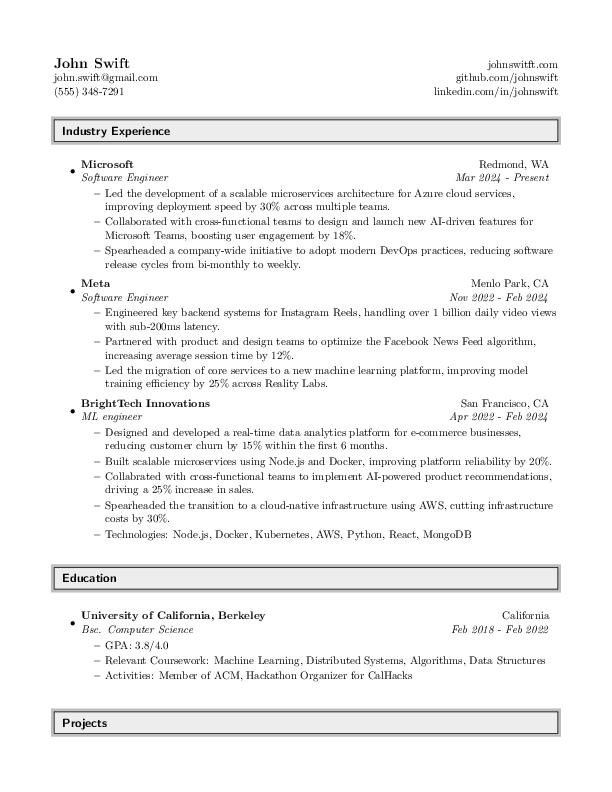 John Swift
johnswitft.com
john.swift@gmail.com
github.com/johnswift
(555) 348-7291
linkedin.com/in/johnswift
Industry Experience
• Microsoft
Redmond, WA
Software Engineer
Mar 2024 - Present
– Led the development of a scalable microservices architecture for Azure cloud services,
improving deployment speed by 30% across multiple teams.
– Collaborated with cross-functional teams to design and launch new AI-driven features for
Microsoft Teams, boosting user engagement by 18%.
– Spearheaded a company-wide initiative to adopt modern DevOps practices, reducing software
release cycles from bi-monthly to weekly.
• Meta
Menlo Park, CA
Software Engineer
Nov 2022 - Feb 2024
– Engineered key backend systems for Instagram Reels, handling over 1 billion daily video views
with sub-200ms latency.
– Partnered with product and design teams to optimize the Facebook News Feed algorithm,
increasing average session time by 12%.
– Led the migration of core services to a new machine learning platform, improving model
training efficiency by 25% across Reality Labs.
• BrightTech Innovations
San Francisco, CA
ML engineer
Apr 2022 - Feb 2024
– Designed and developed a real-time data analytics platform for e-commerce businesses,
reducing customer churn by 15% within the first 6 months.
– Built scalable microservices using Node.js and Docker, improving platform reliability by 20%.
– Collabrated with cross-functional teams to implement AI-powered product recommendations,
driving a 25% increase in sales.
– Spearheaded the transition to a cloud-native infrastructure using AWS, cutting infrastructure
costs by 30%.
– Technologies: Node.js, Docker, Kubernetes, AWS, Python, React, MongoDB
Education
• University of California, Berkeley
California
Bsc. Computer Science
Feb 2018 - Feb 2022
– GPA: 3.8/4.0
– Relevant Coursework: Machine Learning, Distributed Systems, Algorithms, Data Structures
– Activities: Member of ACM, Hackathon Organizer for CalHacks
Projects